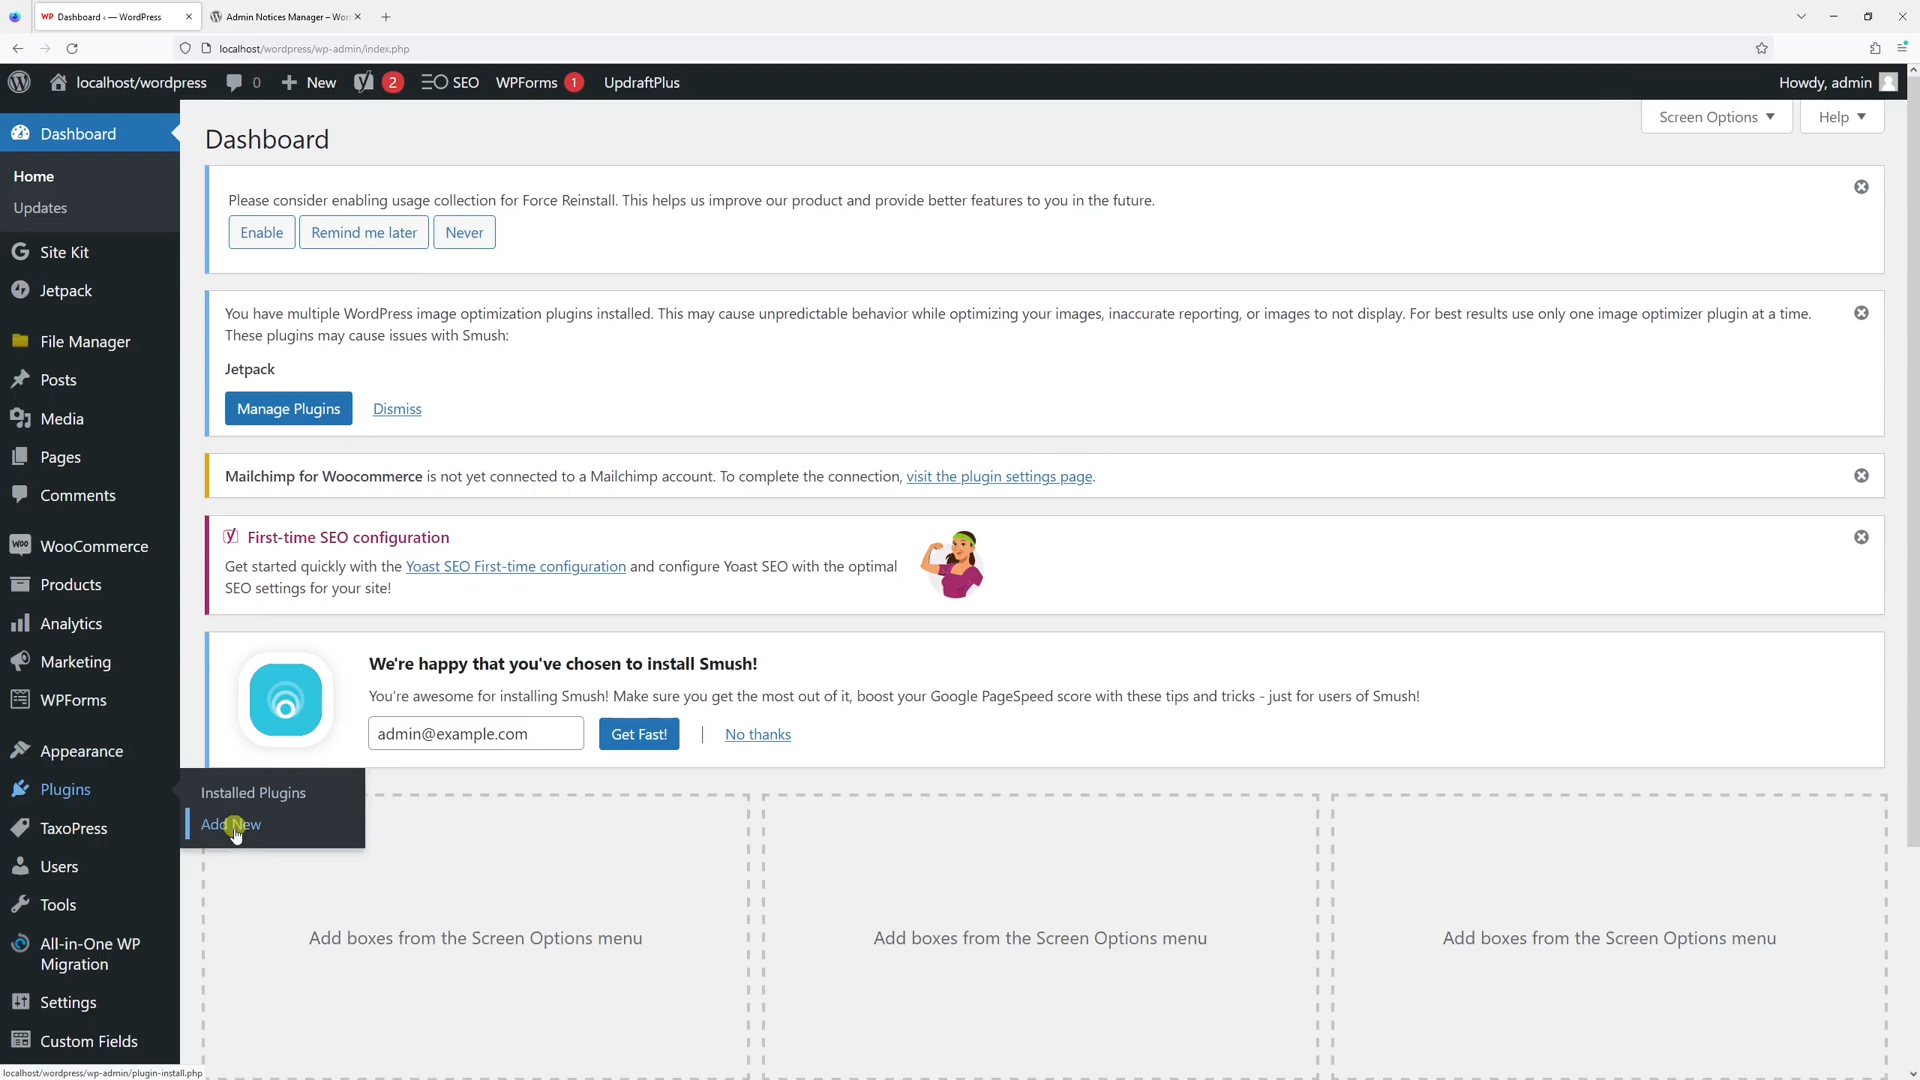 WP Dashboard ‹ — WordPress
Admin Notices Manager – Wor
localhost/wordpress/wp-admin/index.php
localhost/wordpress
0
New
2
SEO
WPForms 1
UpdraftPlus
Howdy, admin
Dashboard
Home
Updates
Site Kit
Jetpack
File Manager
Posts
Media
Pages
Comments
WOO WooCommerce
Products
Analytics
Marketing
WPForms
Appearance
Plugins
TaxoPress
Users
Tools
All-in-One WP
Migration
Settings
Custom Fields
Installed Plugins
Add New
Screen Options
Help
Dashboard
Please consider enabling usage collection for Force Reinstall. This helps us improve our product and provide better features to you in the future.
Enable
Remind me later
Never
You have multiple WordPress image optimization plugins installed. This may cause unpredictable behavior while optimizing your images, inaccurate reporting, or images to not display. For best results use only one image optimizer plugin at a time.
These plugins may cause issues with Smush:
Jetpack
Manage Plugins
Dismiss
Mailchimp for Woocommerce is not yet connected to a Mailchimp account. To complete the connection, visit the plugin settings page.
First-time SEO configuration
Get started quickly with the Yoast SEO First-time configuration and configure Yoast SEO with the optimal
SEO settings for your site!
We're happy that you've chosen to install Smush!
You're awesome for installing Smush! Make sure you get the most out of it, boost your Google PageSpeed score with these tips and tricks - just for users of Smush!
admin@example.com
Get Fast!
No thanks
Add boxes from the Screen Options menu
Add boxes from the Screen Options menu
Add boxes from the Screen Options menu
localhost/wordpress/wp-admin/plugin-install.php